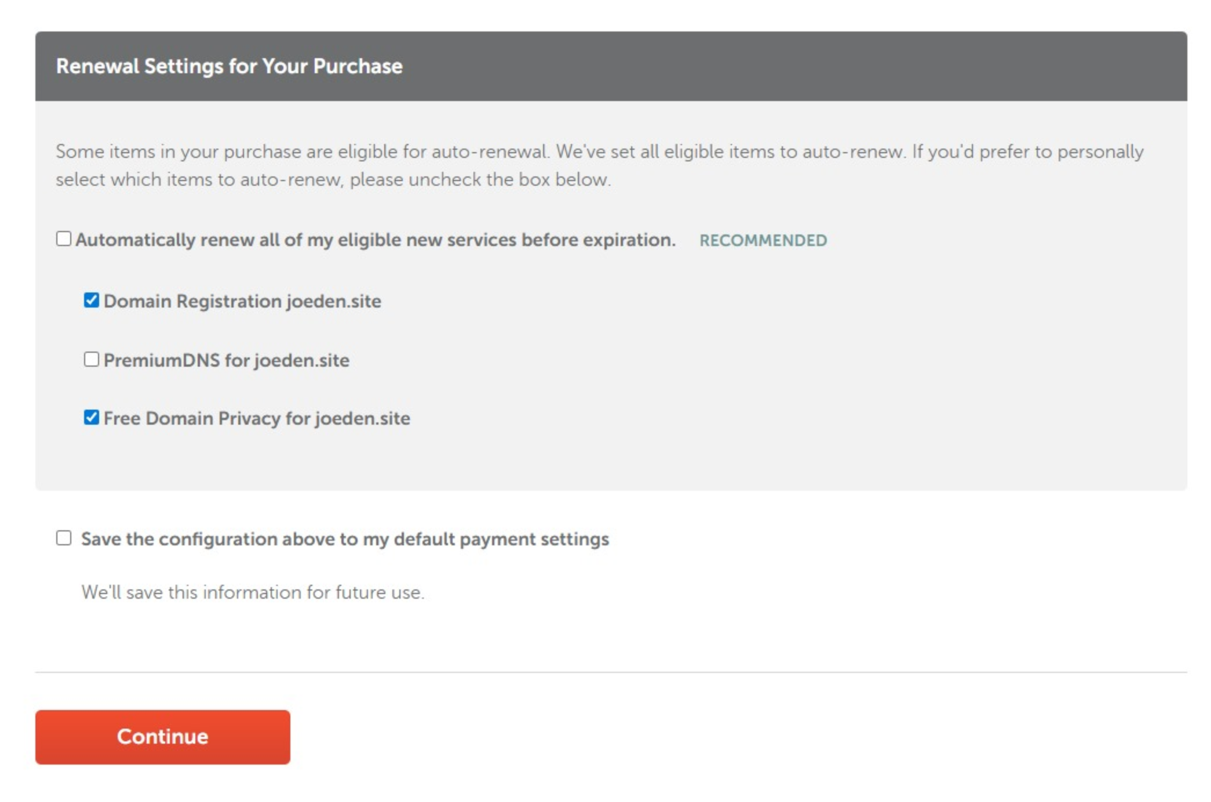 Renewal Settings for Your Purchase
Some items in your purchase are eligible for auto-renewal. We've set all eligible items to auto-renew. If you'd prefer to personally
select which items to auto-renew, please uncheck the box below.
Automatically renew all of my eligible new services before expiration. RECOMMENDED
Domain Registration joeden.site
PremiumDNS for joeden.site
Free Domain Privacy for joeden.site
Save the configuration above to my default payment settings
We'll save this information for future use.
Continue